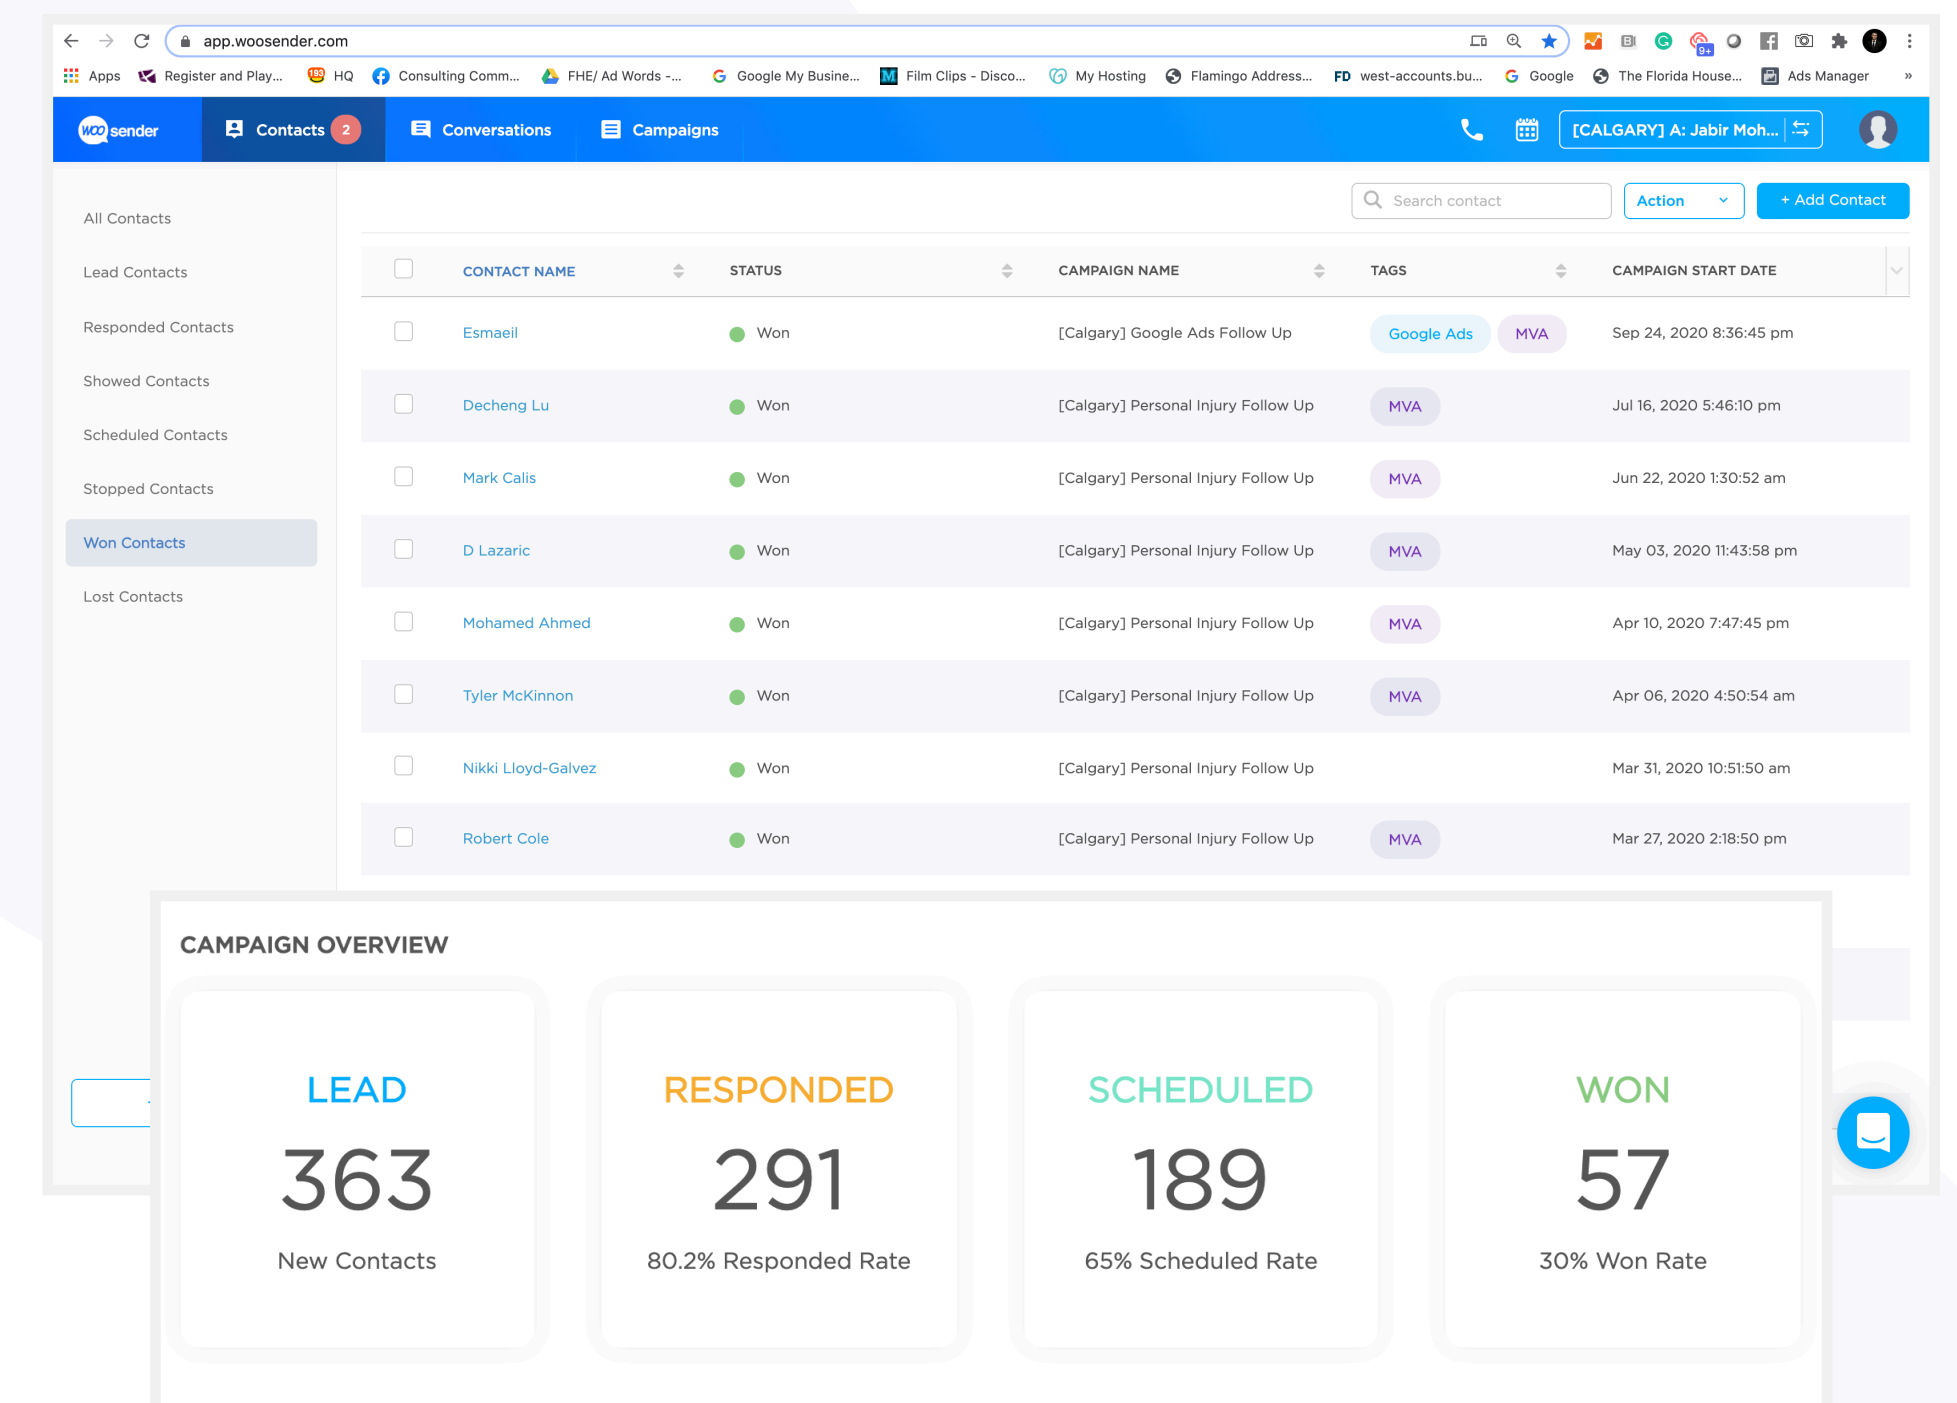 app.woosender.com
9+
Apps Register and Play... 193 HQ Consulting Comm... FHE/ Ad Words -... G Google My Busine... M Film Clips - Disco... My Hosting Flamingo Address... FD west-accounts.bu... G Google The Florida House... Ads Manager »
woo sender Contacts 2 Conversations Campaigns [CALGARY] A: Jabir Moh...
Search contact Action + Add Contact
All Contacts
Lead Contacts
Responded Contacts
Showed Contacts
Scheduled Contacts
Stopped Contacts
Won Contacts
Lost Contacts
CONTACT NAME STATUS CAMPAIGN NAME TAGS CAMPAIGN START DATE
Esmaeil Won [Calgary] Google Ads Follow Up Google Ads MVA Sep 24, 2020 8:36:45 pm
Decheng Lu Won [Calgary] Personal Injury Follow Up MVA Jul 16, 2020 5:46:10 pm
Mark Calis Won [Calgary] Personal Injury Follow Up MVA Jun 22, 2020 1:30:52 am
D Lazaric Won [Calgary] Personal Injury Follow Up MVA May 03, 2020 11:43:58 pm
Mohamed Ahmed Won [Calgary] Personal Injury Follow Up MVA Apr 10, 2020 7:47:45 pm
Tyler McKinnon Won [Calgary] Personal Injury Follow Up MVA Apr 06, 2020 4:50:54 am
Nikki Lloyd-Galvez Won [Calgary] Personal Injury Follow Up Mar 31, 2020 10:51:50 am
Robert Cole Won [Calgary] Personal Injury Follow Up MVA Mar 27, 2020 2:18:50 pm
CAMPAIGN OVERVIEW
LEAD RESPONDED SCHEDULED WON
363 291 189 57
New Contacts 80.2% Responded Rate 65% Scheduled Rate 30% Won Rate